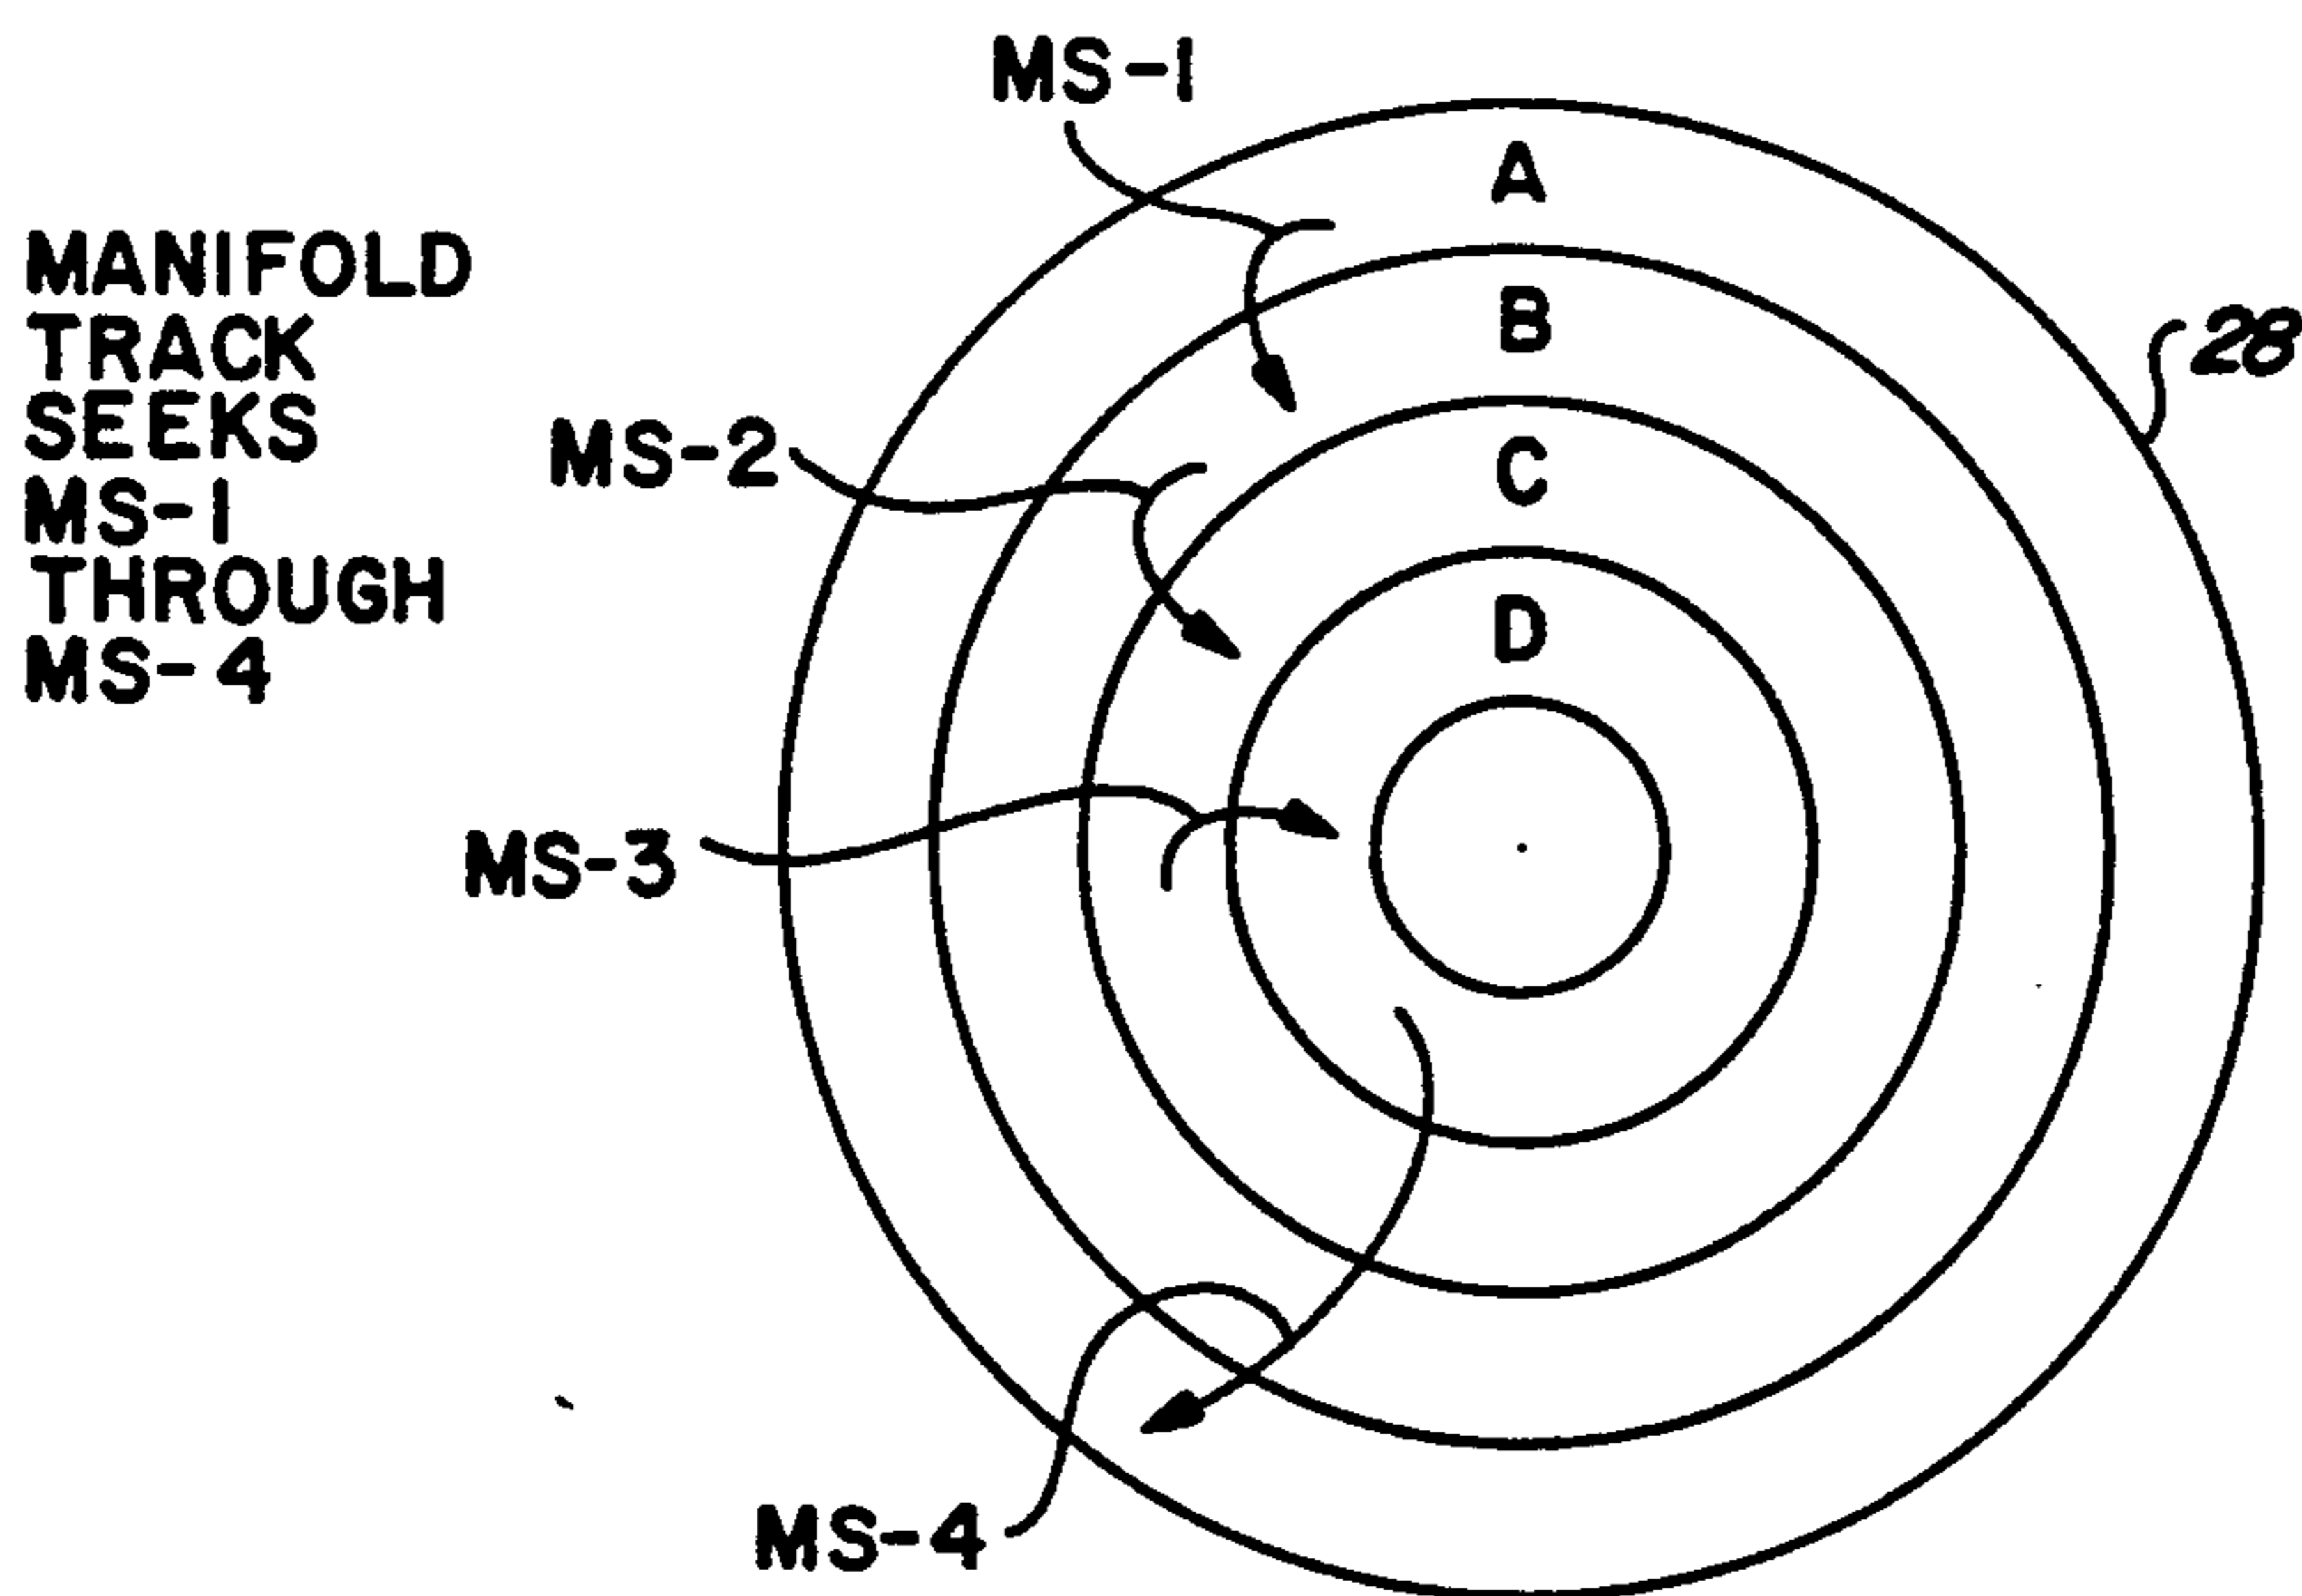 MS-1
A
MANIFOLD
TRACK
SEEKS
MS-1
THROUGH
MS-4
B
28
MS-2
C
D
MS-3
MS-4